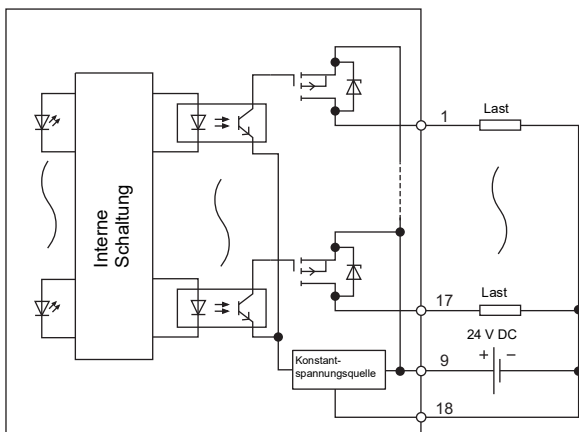 1
Last
Interne
Schaltung
17
Last
24 V DC
Konstant-
spannungsquelle
9
+ −
18